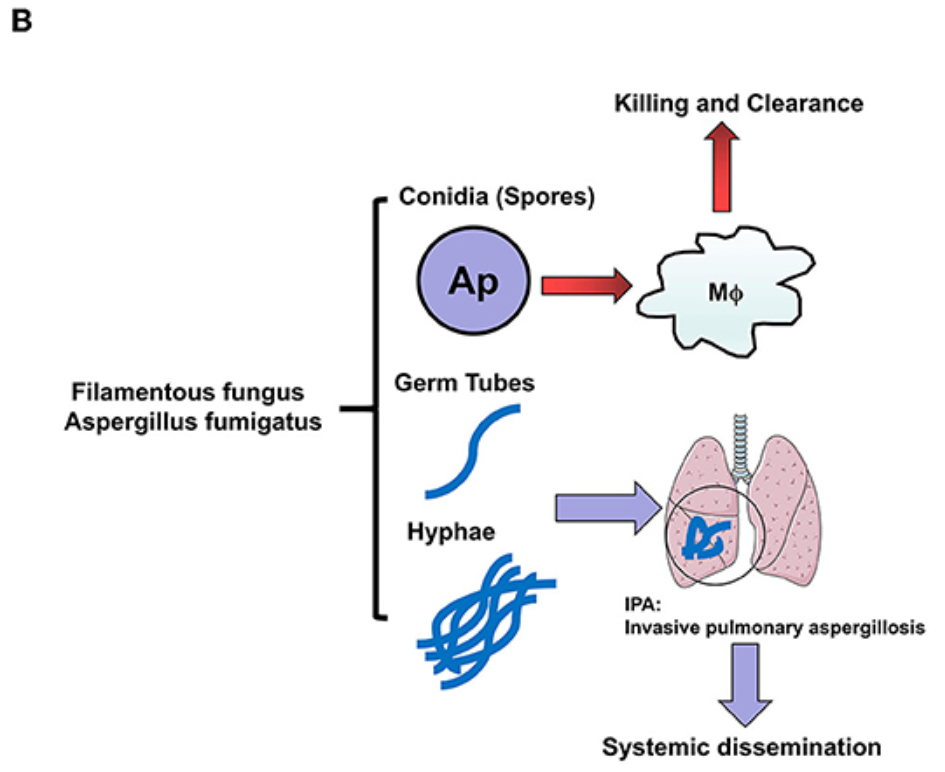 B
Killing and Clearance
Conidia (Spores)
Ap
Mϕ
Germ Tubes
Filamentous fungus
Aspergillus fumigatus
Hyphae
IPA:
Invasive pulmonary aspergillosis
Systemic dissemination